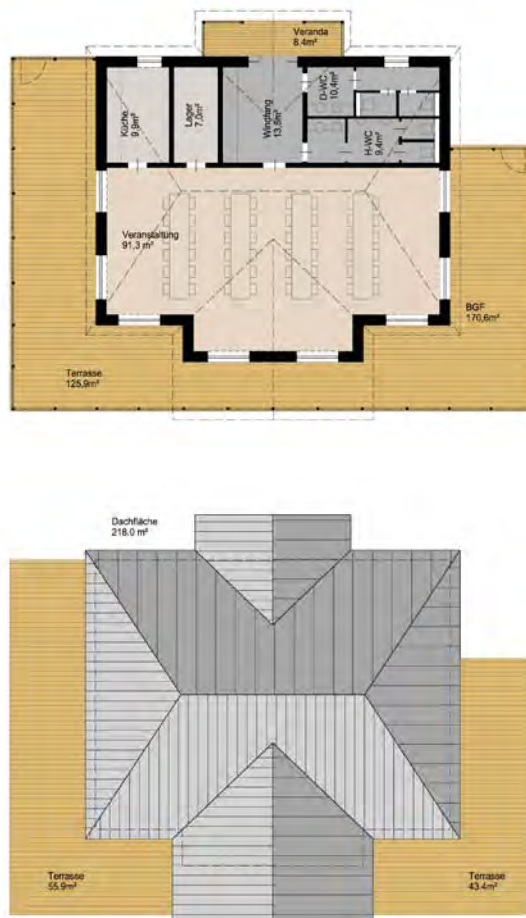 Veranda
8.4m²
Küche
9,9m²
Lager
7,0m²
Windfang
13,6m²
D-WC
10,4m²
H-WC
9,4m²
Veranstaltung
91,3 m²
BGF
170,6m²
Terrasse
125,9m²
Dachfläche
218.0 m²
Terrasse
55.9m²
Terrasse
43.4m²